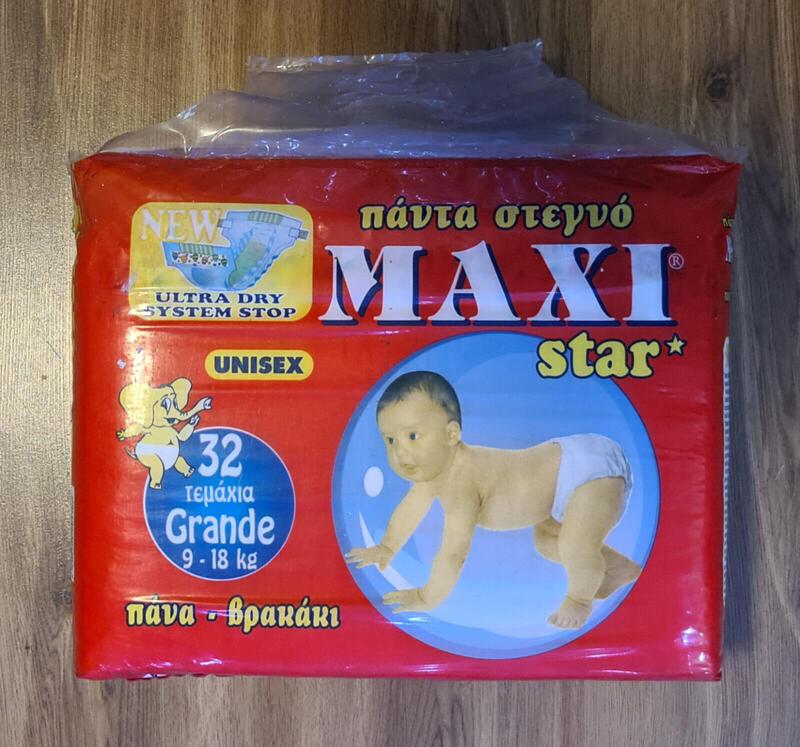 NEW
ULTRA DRY
SYSTEM STOP
πάντα στεγνό
MAXI®
star
UNISEX
32
τεμάχια
Grande
9 - 18 kg
πάνα - βρακάκι